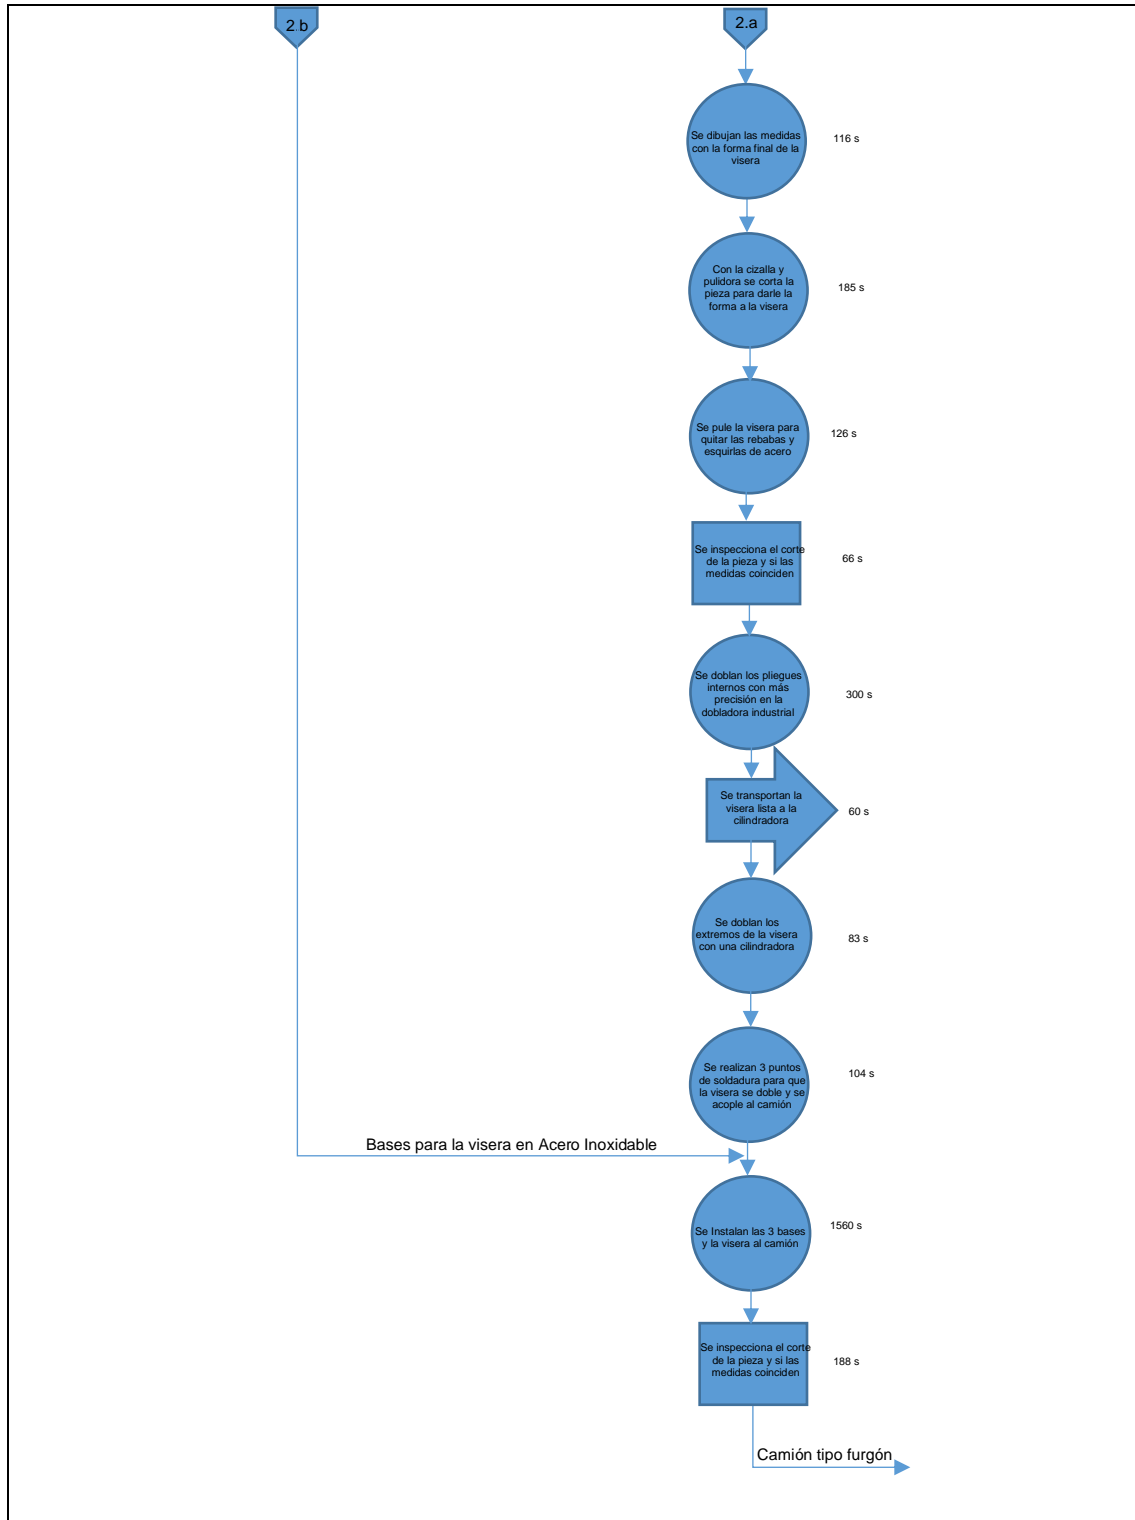 2.b
2.a
Se dibujan las medidas
con la forma final de la
visera
116 s
Con la cizalla y
pulidora se corta la
pieza para darle la
forma a la visera
185 s
Se pule la visera para
quitar las rebabas y
esquirlas de acero
126 s
Se inspecciona el corte
de la pieza y si las
medidas coinciden
66 s
Se doblan los pliegues
internos con más
precisión en la
dobladora industrial
300 s
Se transportan la
visera lista a la
cilindradora
60 s
Se doblan los
extremos de la visera
con una cilindradora
83 s
Se realizan 3 puntos
de soldadura para que
la visera se doble y se
acople al camión
104 s
Bases para la visera en Acero Inoxidable
Se Instalan las 3 bases
y la visera al camión
1560 s
Se inspecciona el corte
de la pieza y si las
medidas coinciden
188 s
Camión tipo furgón